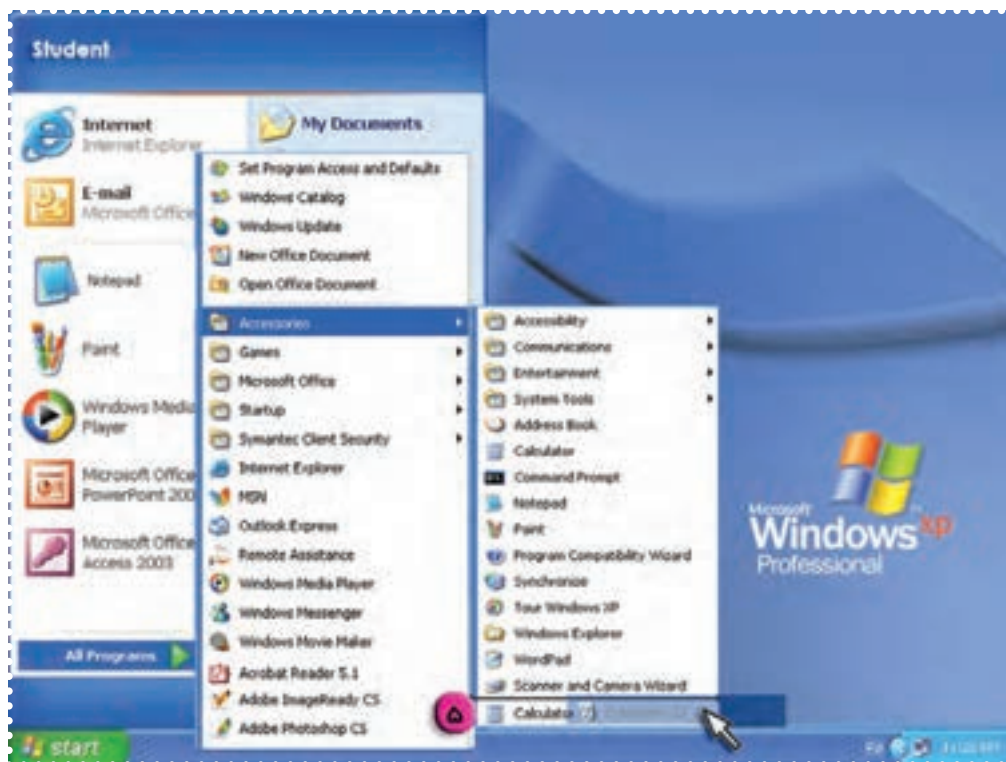 Student
Internet
Internet Explorer
E-mail
Microsoft Office
Notepad
Paint
Windows Media
Player
Microsoft Office
PowerPoint 200
Microsoft Office
Access 2003
All Programs
start
My Documents
Set Program Access and Defaults
Windows Catalog
Windows Update
New Office Document
Open Office Document
Accessories
Games
Microsoft Office
Startup
Symantec Client Security
Internet Explorer
MSN
Outlook Express
Remote Assistance
Windows Media Player
Windows Messenger
Windows Movie Maker
Acrobat Reader 5.1
Adobe ImageReady CS
Adobe Photoshop CS
Accessibility
Communications
Entertainment
System Tools
Address Book
Calculator
Command Prompt
Notepad
Paint
Program Compatibility Wizard
Synchronize
Tour Windows XP
Windows Explorer
WordPad
Scanner and Camera Wizard
۵
Calculator (2)
Microsoft
Windows xp
Professional